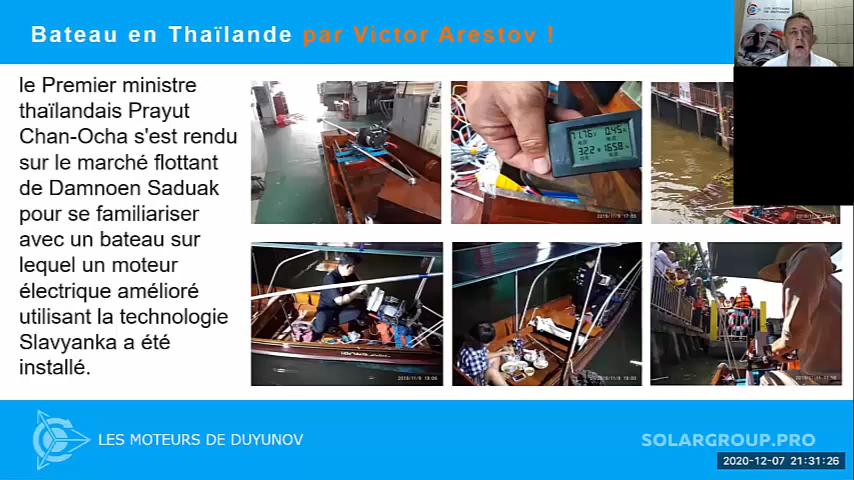 Bateau en Thaïlande par Victor Arestov !
le Premier ministre
thaïlandais Prayut
Chan-Ocha s'est rendu
sur le marché flottant
de Damnoen Saduak
pour se familiariser
avec un bateau sur
lequel un moteur
électrique amélioré
utilisant la technologie
Slavyanka a été
installé.
LES MOTEURS DE DUYUNOV
SOLARGROUP.PRO
2020-12-07 21:31:26